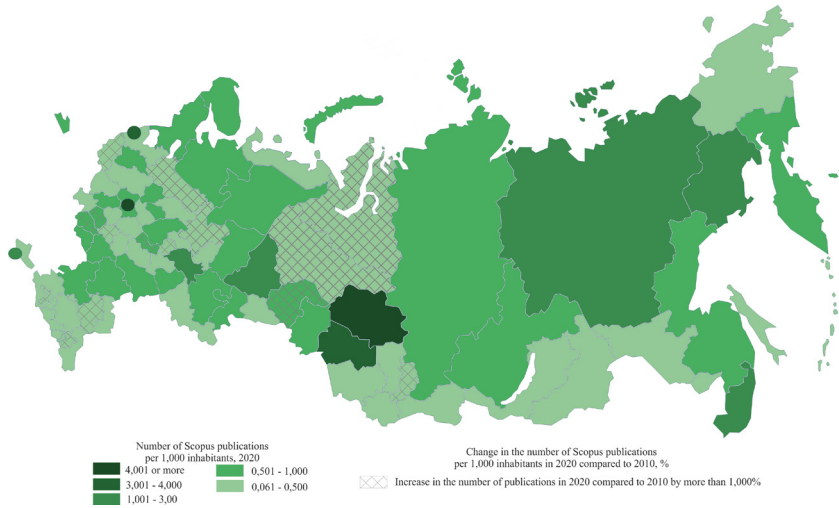 Number of Scopus publications
per 1,000 inhabitants, 2020
4,001 or more
3,001 - 4,000
1,001 - 3,00
0,501 - 1,000
0,061 - 0,500
Change in the number of Scopus publications
per 1,000 inhabitants in 2020 compared to 2010, %
Increase in the number of publications in 2020 compared to 2010 by more than 1,000%